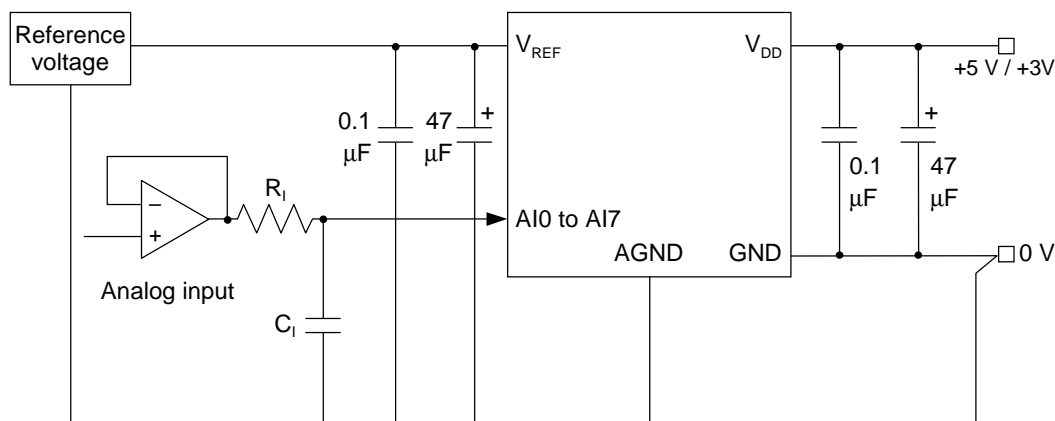 Reference
voltage
VREF
VDD
+5 V / +3V
0.1
μF
47
μF
+
0.1
μF
+
47
μF
RI
−
+
AI0 to AI7
AGND
GND
0 V
Analog input
CI